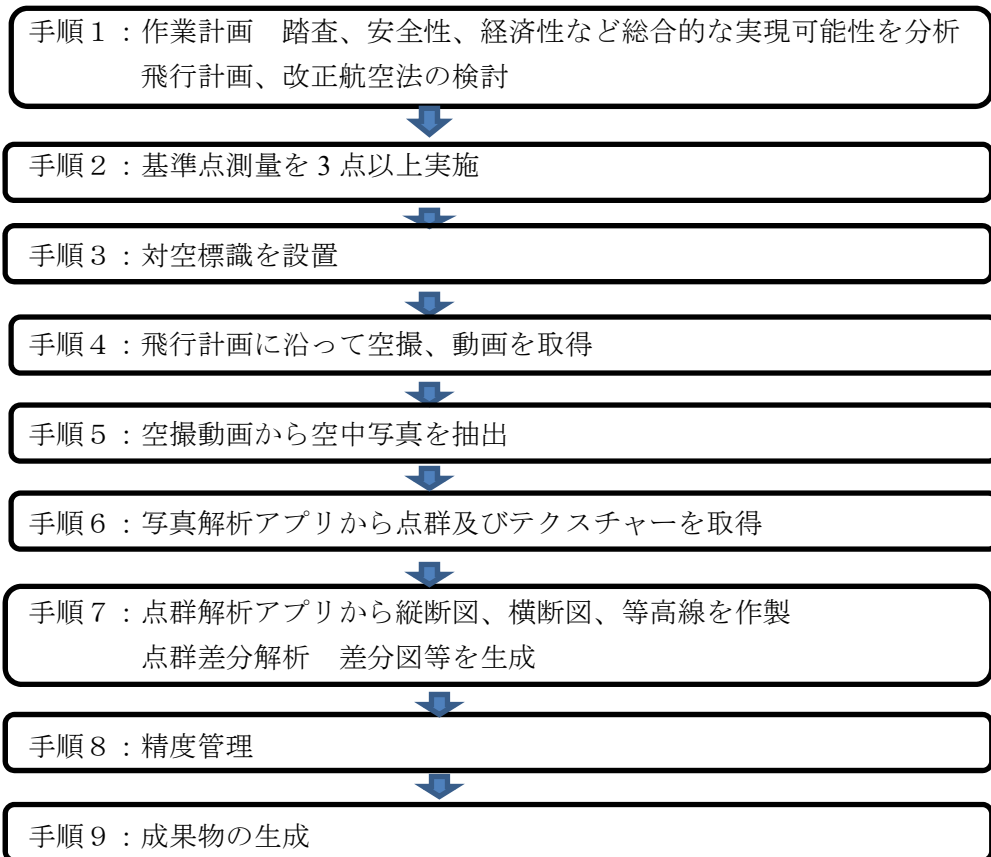 手順１：作業計画　踏査、安全性、経済性など総合的な実現可能性を分析
飛行計画、改正航空法の検討
手順２：基準点測量を３点以上実施
手順３：対空標識を設置
手順４：飛行計画に沿って空撮、動画を取得
手順５：空撮動画から空中写真を抽出
手順６：写真解析アプリから点群及びテクスチャーを取得
手順７：点群解析アプリから縦断図、横断図、等高線を作製
点群差分解析　差分図等を生成
手順８：精度管理
手順９：成果物の生成